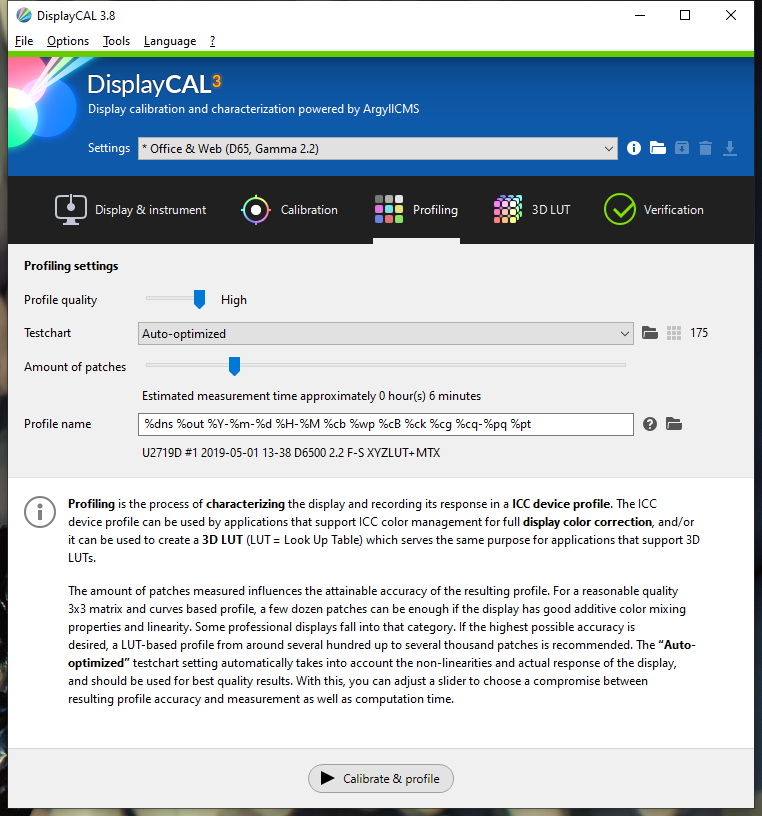 DisplayCAL 3.8
File Options Tools Language ?
DisplayCAL3
Display calibration and characterization powered by ArgyllCMS
Settings * Office & Web (D65, Gamma 2.2)
Display & instrument Calibration Profiling 3D LUT Verification
Profiling settings
Profile quality High
Testchart Auto-optimized 175
Amount of patches
Estimated measurement time approximately 0 hour(s) 6 minutes
Profile name %dns %out %Y-%m-%d %H-%M %cb %wp %cB %ck %cg %cq-%pq %pt
U2719D #1 2019-05-01 13-38 D6500 2.2 F-S XYZLUT+MTX
Profiling is the process of characterizing the display and recording its response in a ICC device profile. The ICC
device profile can be used by applications that support ICC color management for full display color correction, and/or
it can be used to create a 3D LUT (LUT = Look Up Table) which serves the same purpose for applications that support 3D
LUTs.
The amount of patches measured influences the attainable accuracy of the resulting profile. For a reasonable quality
3x3 matrix and curves based profile, a few dozen patches can be enough if the display has good additive color mixing
properties and linearity. Some professional displays fall into that category. If the highest possible accuracy is
desired, a LUT-based profile from around several hundred up to several thousand patches is recommended. The “Auto-
optimized” testchart setting automatically takes into account the non-linearities and actual response of the display,
and should be used for best quality results. With this, you can adjust a slider to choose a compromise between
resulting profile accuracy and measurement as well as computation time.
Calibrate & profile